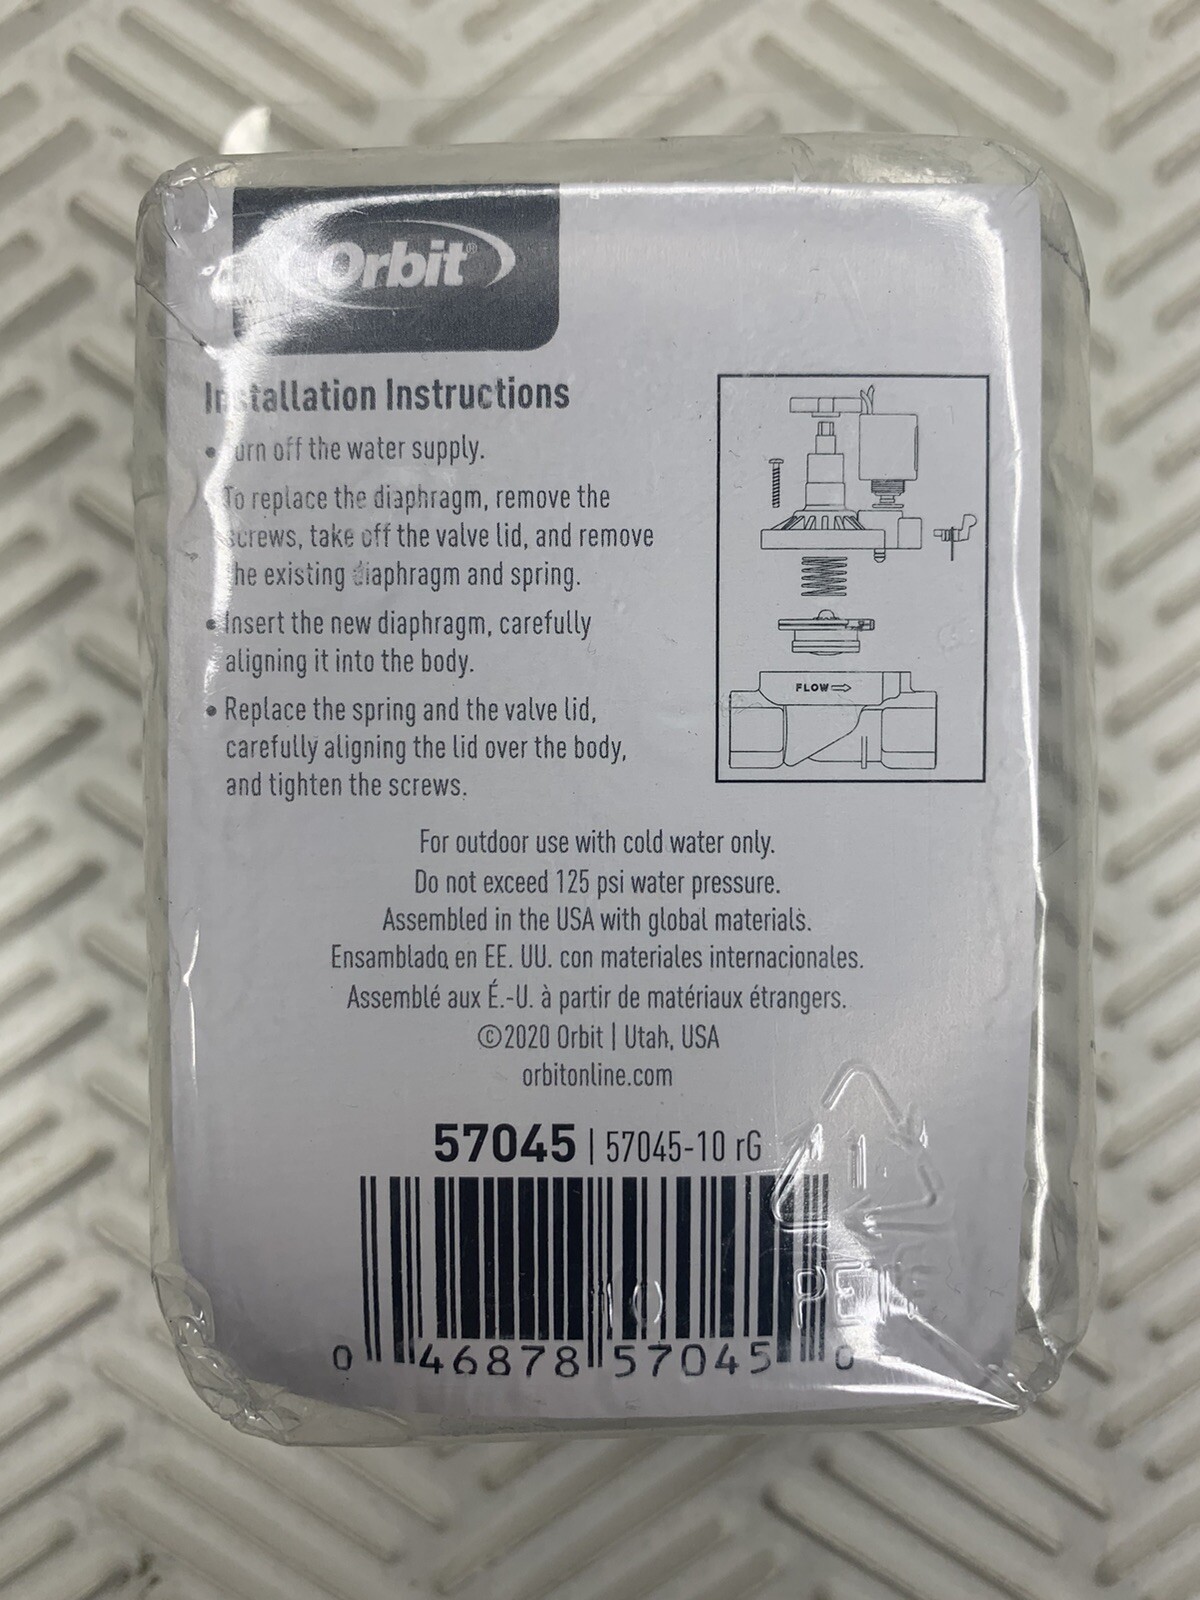 Orbit®
Installation Instructions
• Turn off the water supply.
To replace the diaphragm, remove the
screws, take off the valve lid, and remove
the existing diaphragm and spring.
• Insert the new diaphragm, carefully
aligning it into the body.
• Replace the spring and the valve lid,
carefully aligning the lid over the body,
and tighten the screws.
FLOW
For outdoor use with cold water only.
Do not exceed 125 psi water pressure.
Assembled in the USA with global materials.
Ensamblado en EE. UU. con materiales internacionales.
Assemblé aux É.-U. à partir de matériaux étrangers.
©2020 Orbit | Utah, USA
orbitonline.com
57045 | 57045-10 rG
1
10
0 46878 57045 0